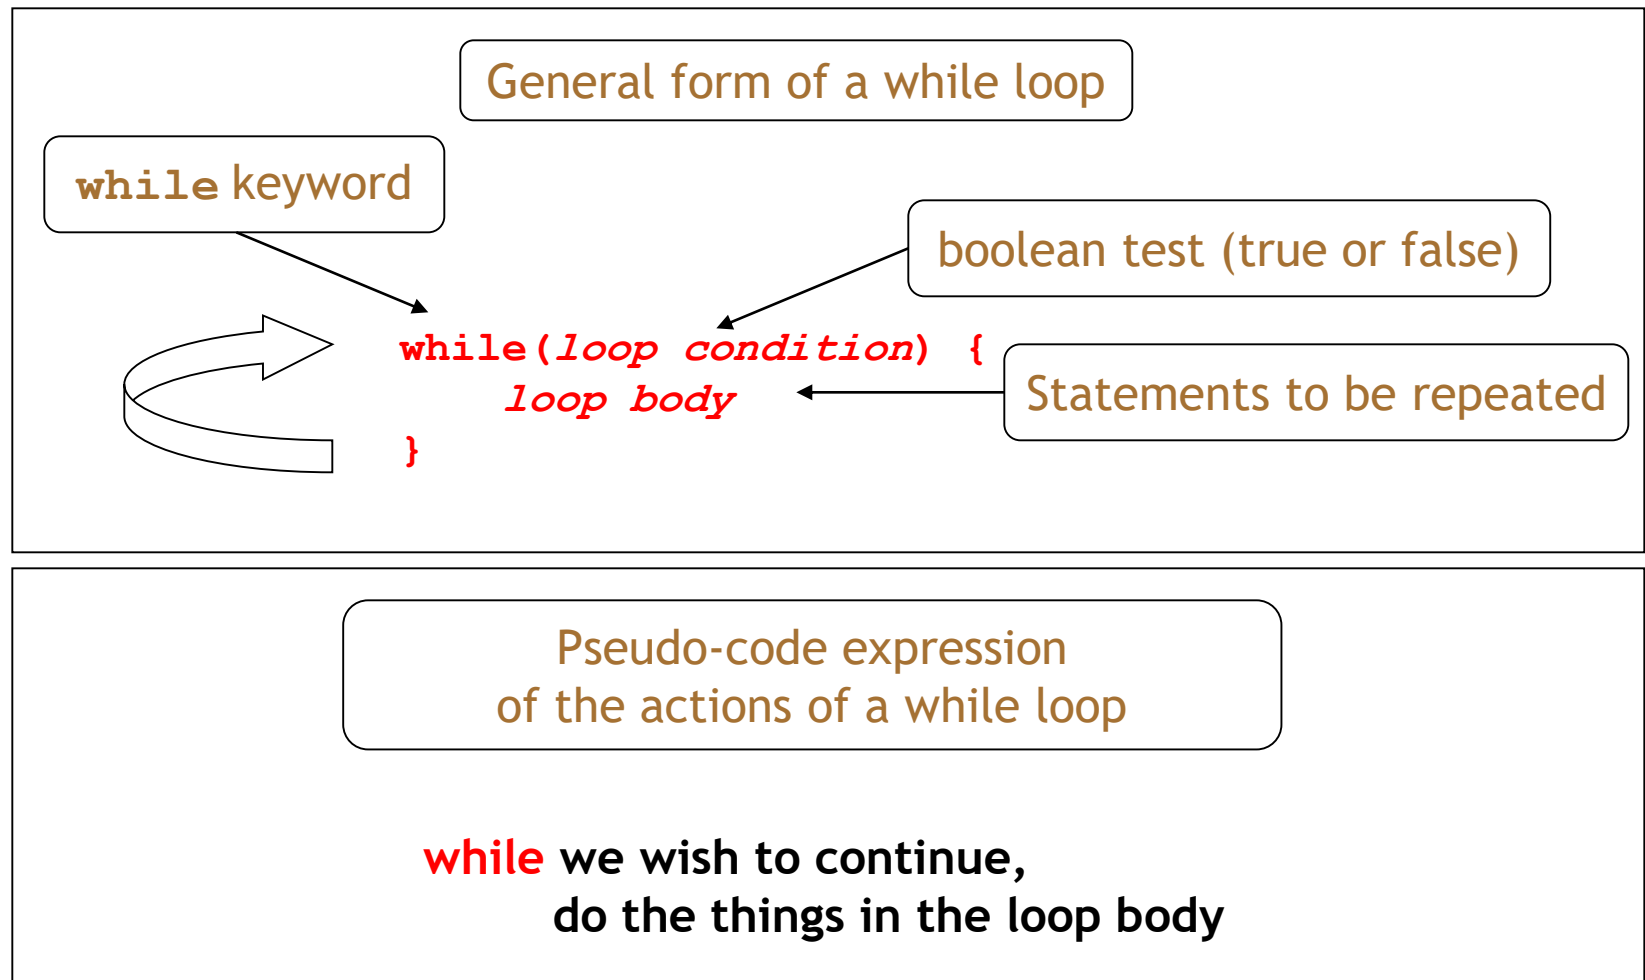 General form of a while loop
while keyword
boolean test (true or false)
while(loop condition) {
loop body
Statements to be repeated
}
Pseudo-code expression
of the actions of a while loop
while we wish to continue,
do the things in the loop body